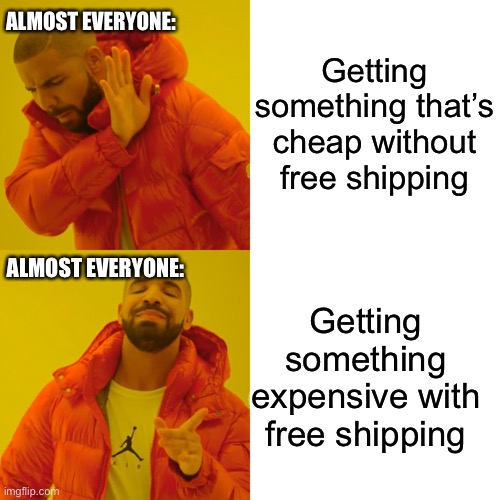 ALMOST EVERYONE:
Getting
something that's
cheap without
free shipping
ALMOST EVERYONE:
Getting
something
expensive with
free shipping
imgflip.com